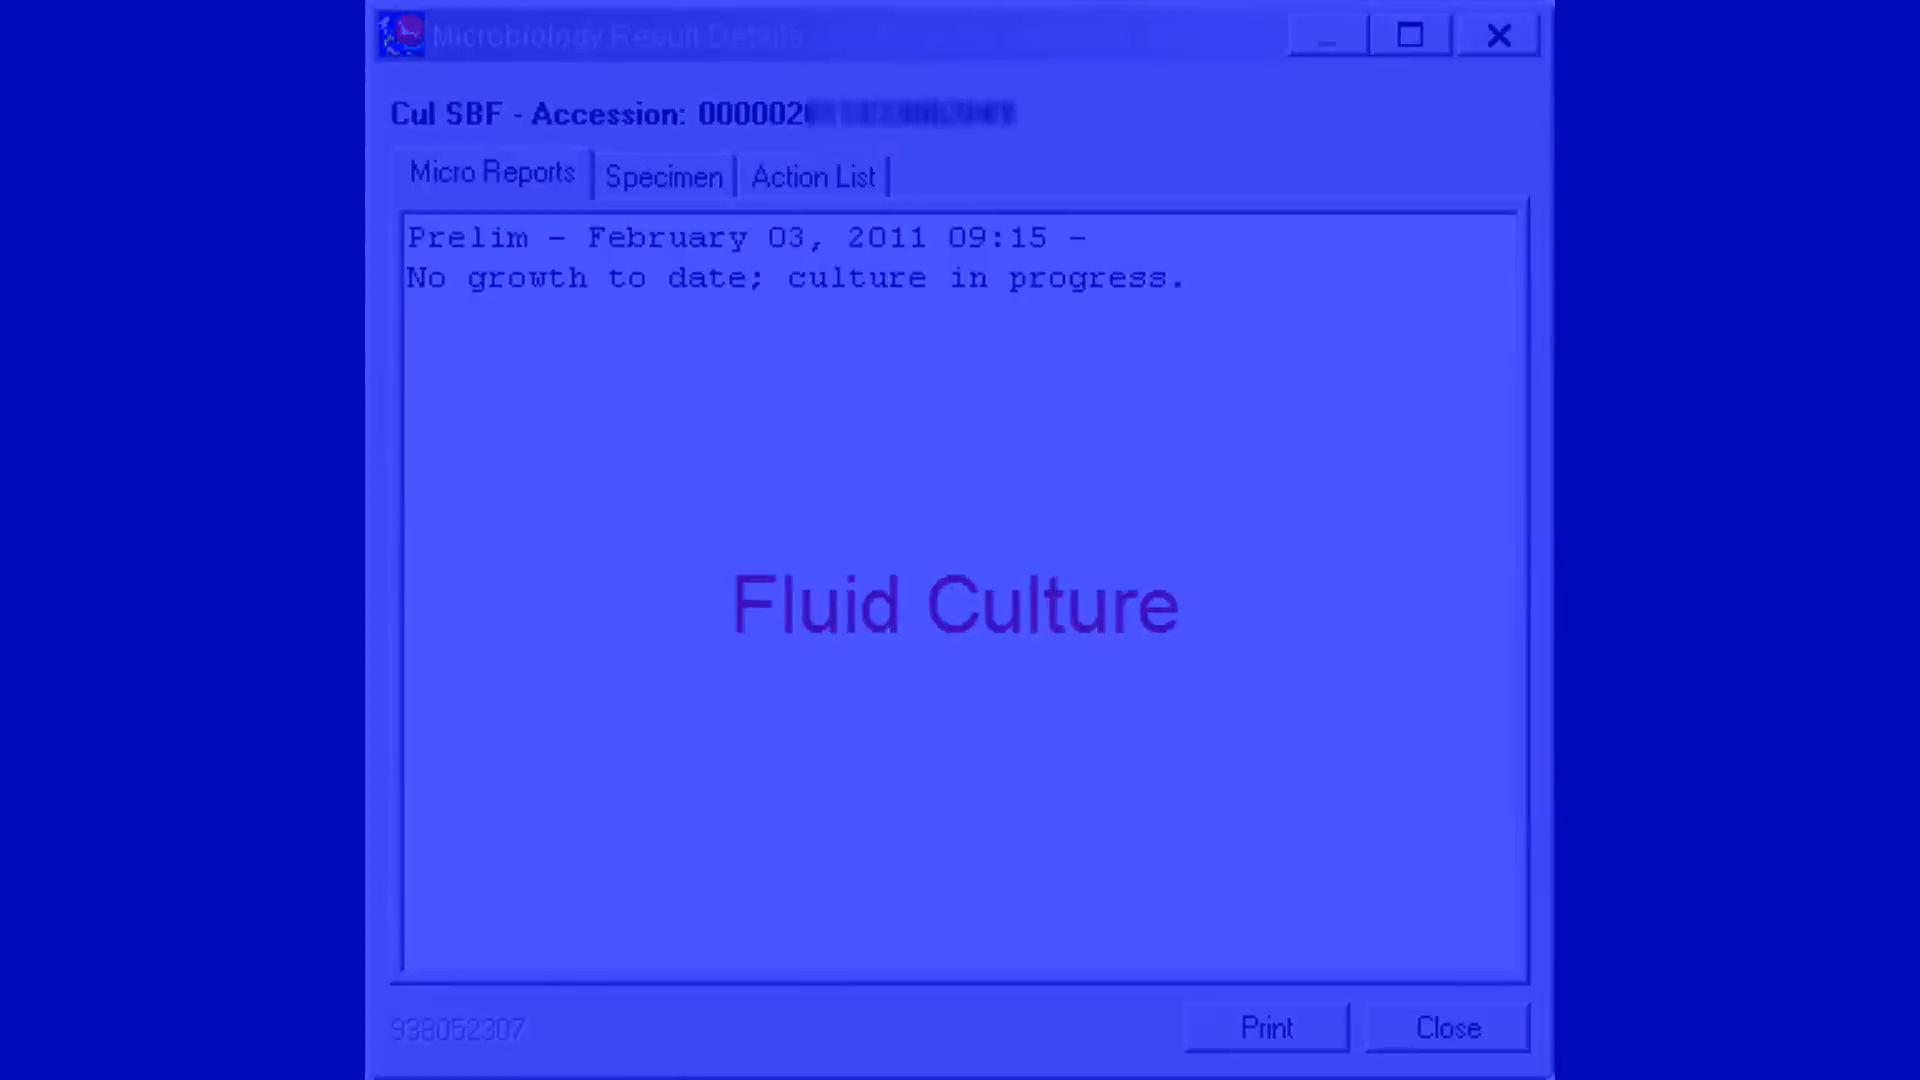 Microbiology Result Details
Cul SBF - Accession: 000002
Micro Reports Specimen Action List
Prelim - February 03, 2011 09:15 -
No growth to date; culture in progress.
Fluid Culture
938052307 Print Close